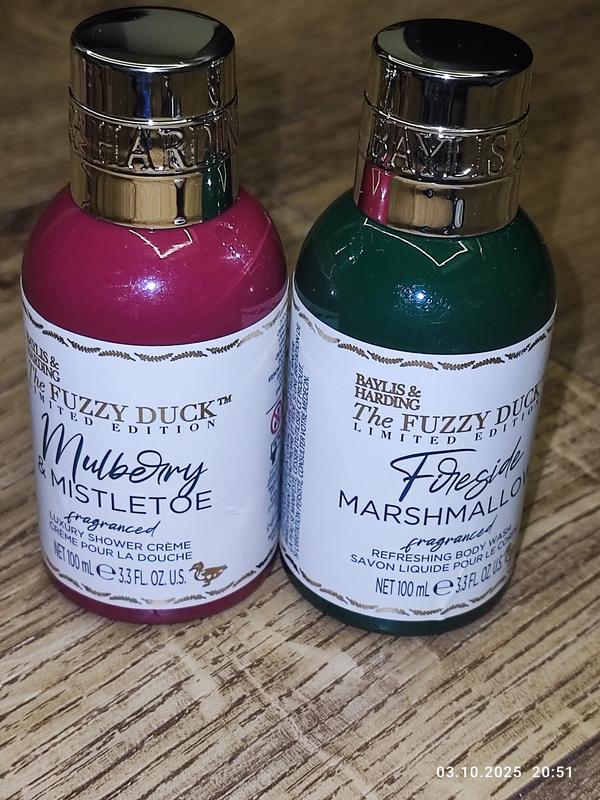 & HARDIN
BAYLIS &
HARDING
The FUZZY DUCK™
LIMITED EDITION
Mulberry
& MISTLETOE
fragranced
LUXURY SHOWER CRÈME
CRÈME POUR LA DOUCHE
NET 100 mL ℮ 3.3 FL. OZ. U.S.
BAYLIS &
BAYLIS &
HARDING
The FUZZY DUCK
LIMITED EDITION
Fireside
MARSHMALLOW
fragranced
REFRESHING BODY WASH
SAVON LIQUIDE POUR LE CORPS
NET 100 mL ℮ 3.3 FL. OZ. U.S.
03.10.2025 20:51